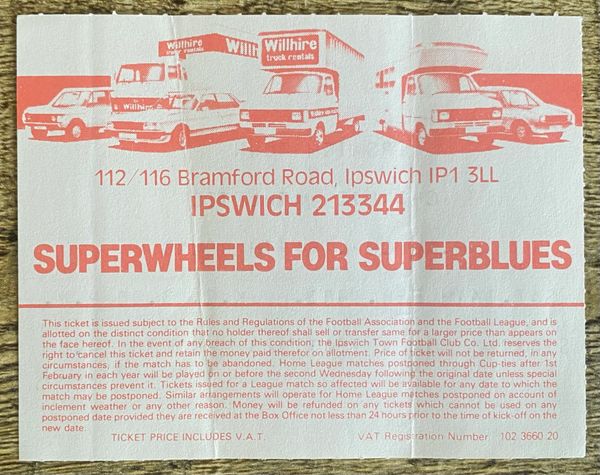 Willhire
truck rentals
Willhire
Willhire
truck rentals
Willhire
112/116 Bramford Road, Ipswich IP1 3LL
IPSWICH 213344
SUPERWHEELS FOR SUPERBLUES
This ticket is issued subject to the Rules and Regulations of the Football Association and the Football League, and is
allotted on the distinct condition that no holder thereof shall sell or transfer same for a larger price than appears on
the face hereof. In the event of any breach of this condition, the Ipswich Town Football Club Co. Ltd. reserves the
right to cancel this ticket and retain the money paid therefor on allotment. Price of ticket will not be returned, in any
circumstances, if the match has to be abandoned. Home League matches postponed through Cup-ties after 1st
February in each year will be played on or before the second Wednesday following the original date unless special
circumstances prevent it. Tickets issued for a League match so affected will be available for any date to which the
match may be postponed. Similar arrangements will operate for Home League matches postponed on account of
inclement weather or any other reason. Money will be refunded on any tickets which cannot be used on any
postponed date provided they are received at the Box Office not less than 24 hours prior to the time of kick-off on the
new date.
TICKET PRICE INCLUDES V.A.T.
VAT Registration Number 102 3660 20